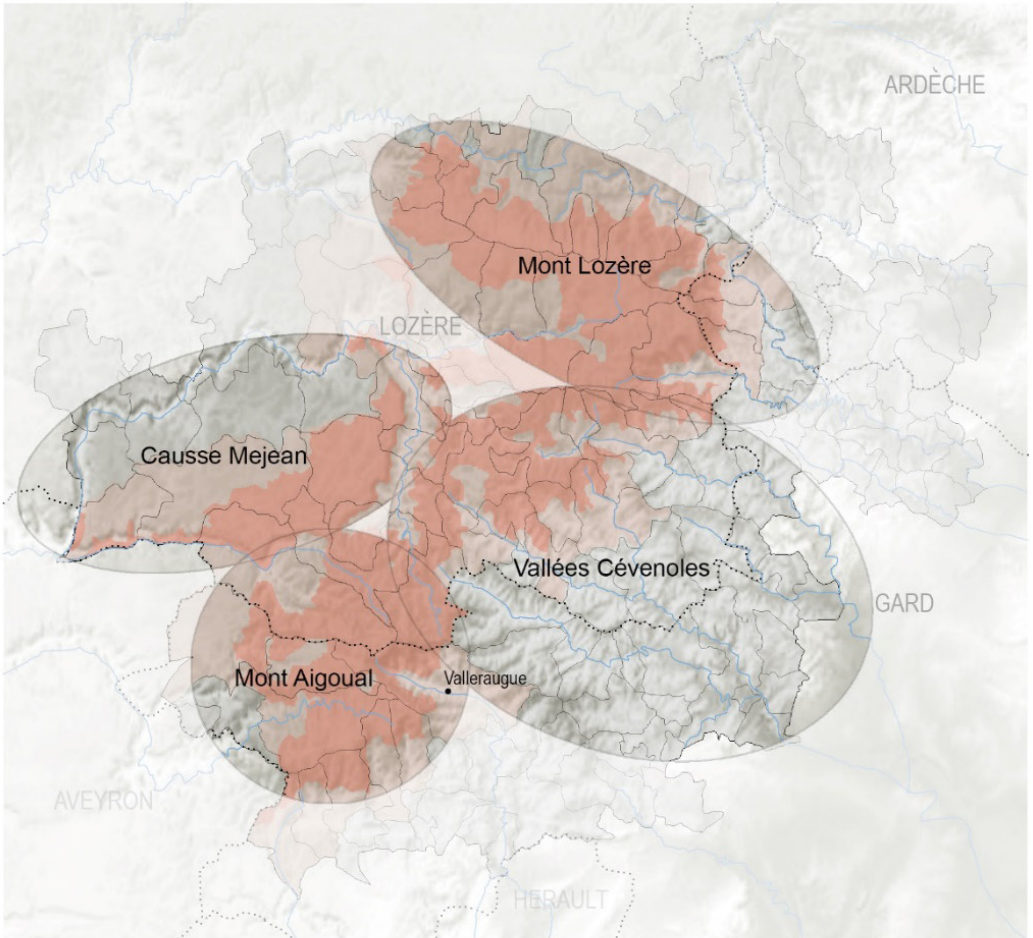 ARDÈCHE
Mont Lozère
LOZÈRE
Causse Mejean
Vallées Cévenoles
GARD
Mont Aigoual
Valleraugue
AVEYRON
HERAULT